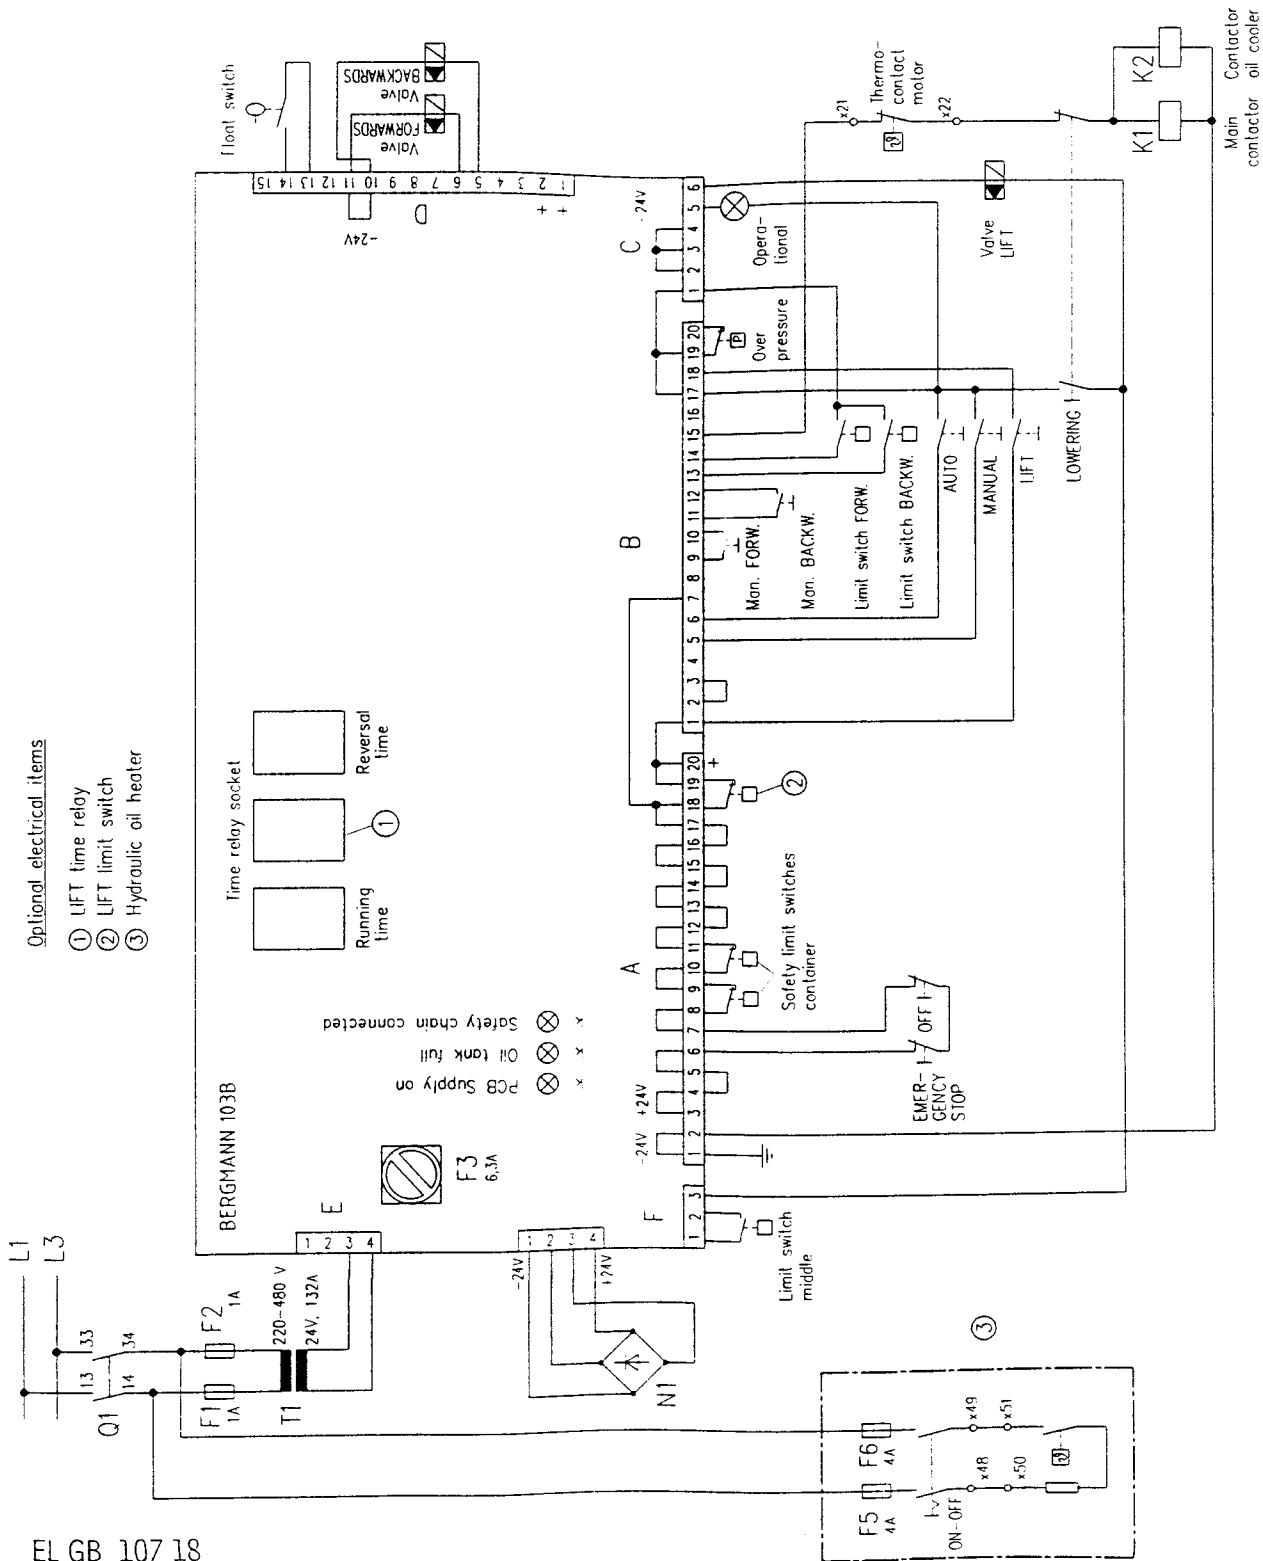 Optional electrical items
① LIFT time relay
② LIFT limit switch
③ Hydraulic oil heater
Float switch
Valve
FORWARDS
Valve
BACKWARDS
15 14 13 12 11 10 9 8 7 6 5 4 3 2 1
D
+ +
-24V
BERGMANN 103B
Time relay socket
Running
time
①
Reversal
time
PCB Supply on
Oil tank full
Safety chain connected
x
x
x
F3
6,3A
L1
L3
13
33
14
34
Q1
F1
1A
F2
1A
T1
220-480 V
24V, 132A
E
1 2 3 4
-24V
1 2 3 4
+24V
N1
F
1 2 3
Limit switch
middle
A
-24V
+24V
1 2 3 4 5 6 7 8 9 10 11 12 13 14 15 16 17 18 19 20
+
EMER-
GENCY
STOP
OFF
Safety limit switches
container
②
B
1 2 3 4 5 6 7 8 9 10 11 12 13 14 15 16 17 18 19 20
Man. FORW.
Man. BACKW.
Limit switch FORW.
Limit switch BACKW.
AUTO
MANUAL
LIFT
LOWERING
P
Over
pressure
C
-24V
1 2 3 4 5 6
Opera-
tional
Valve
LIFT
x21
Thermo-
contact
motor
x22
ϑ
K1
K2
Main
contactor
Contactor
oil cooler
③
F5
4A
F6
4A
ON-OFF
x48
x49
x50
x51
ϑ
EL GB 107 18